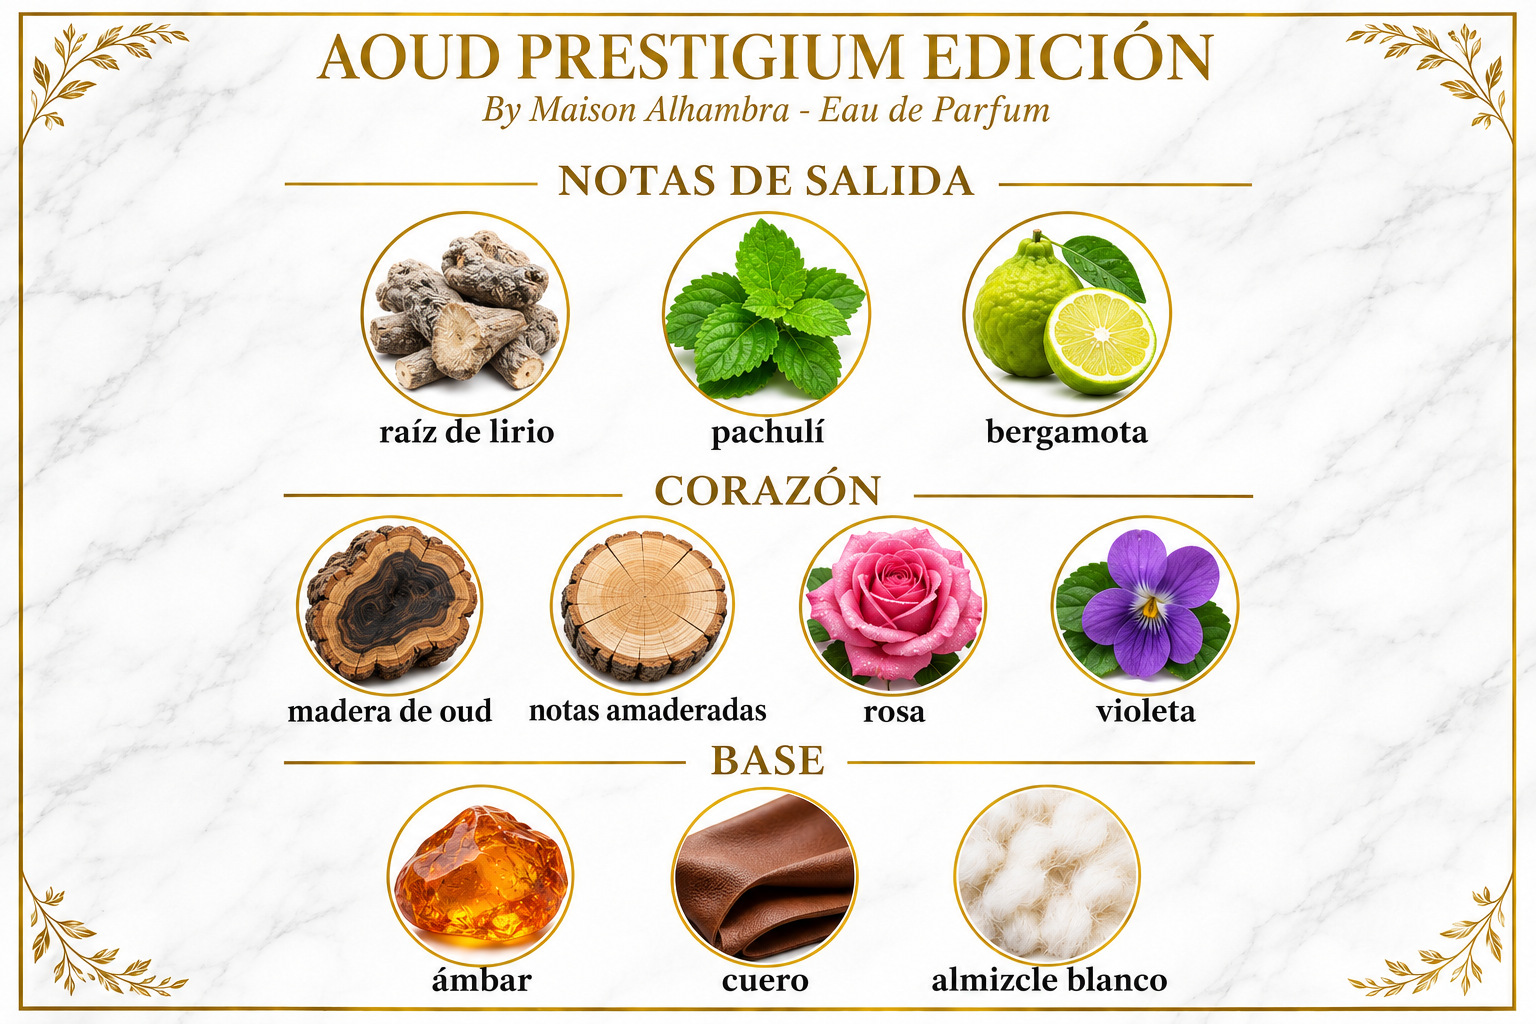 AOUD PRESTIGIUM EDICIÓN
By Maison Alhambra - Eau de Parfum
NOTAS DE SALIDA
raíz de lirio
pachulí
bergamota
CORAZÓN
madera de oud
notas amaderadas
rosa
violeta
BASE
ámbar
cuero
almizcle blanco